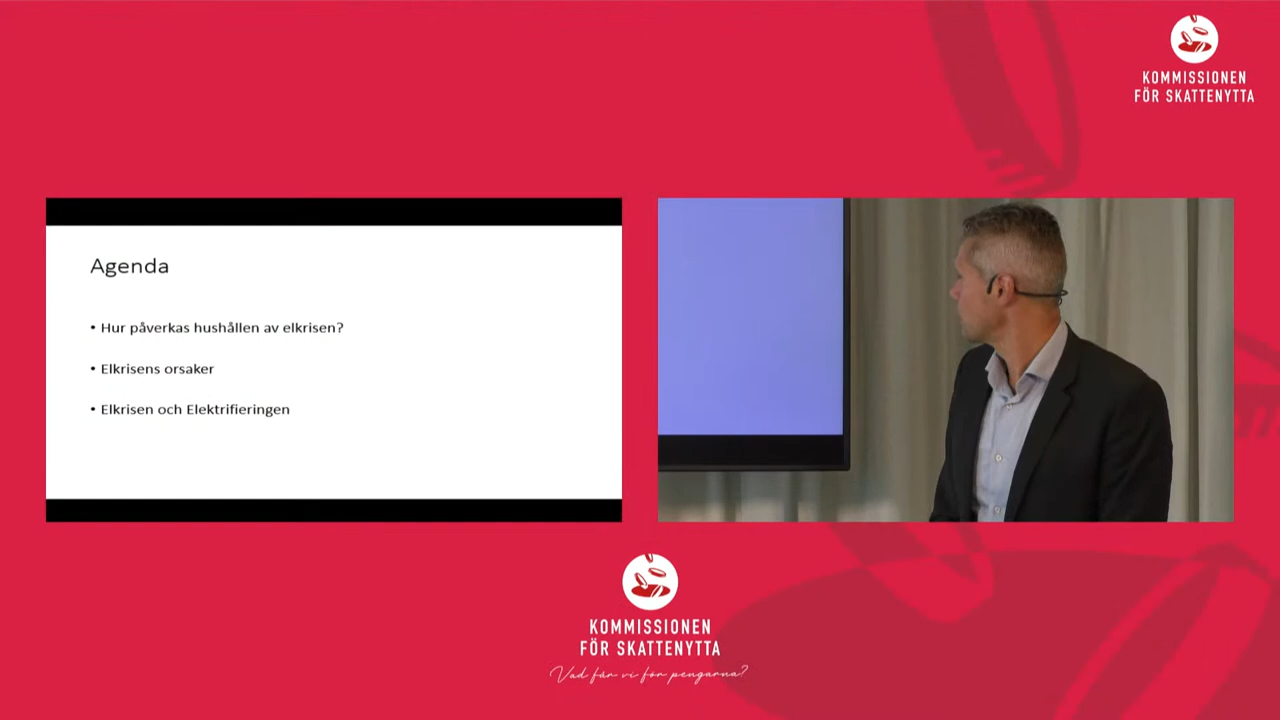 KOMMISSIONEN
FÖR SKATTENYTTA
Agenda
• Hur påverkas hushållen av elkrisen?
• Elkrisens orsaker
• Elkrisen och Elektrifieringen
KOMMISSIONEN
FÖR SKATTENYTTA
Vad får vi för pengarna?